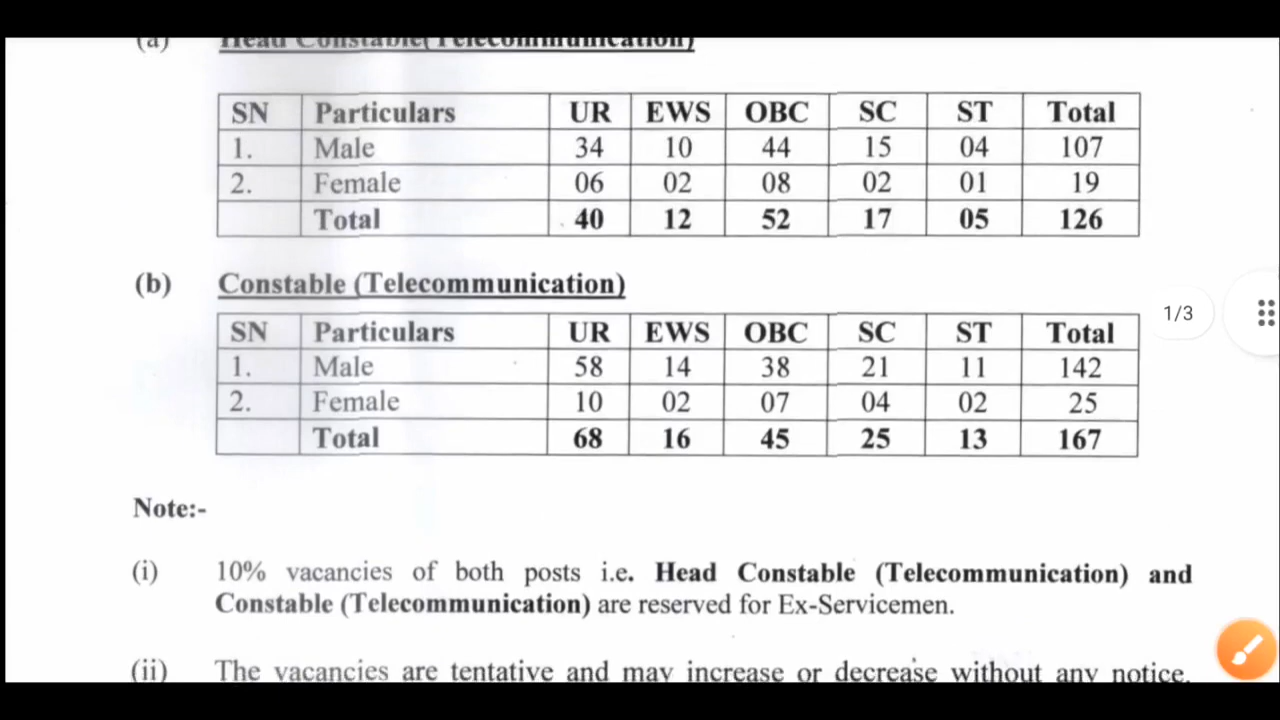 (a) Head Constable(Telecommunication)
SN Particulars UR EWS OBC SC ST Total
1. Male 34 10 44 15 04 107
2. Female 06 02 08 02 01 19
Total 40 12 52 17 05 126
(b) Constable (Telecommunication)
SN Particulars UR EWS OBC SC ST Total
1. Male 58 14 38 21 11 142
2. Female 10 02 07 04 02 25
Total 68 16 45 25 13 167
1/3
Note:-
(i) 10% vacancies of both posts i.e. Head Constable (Telecommunication) and
Constable (Telecommunication) are reserved for Ex-Servicemen.
(ii) The vacancies are tentative and may increase or decrease without any notice.